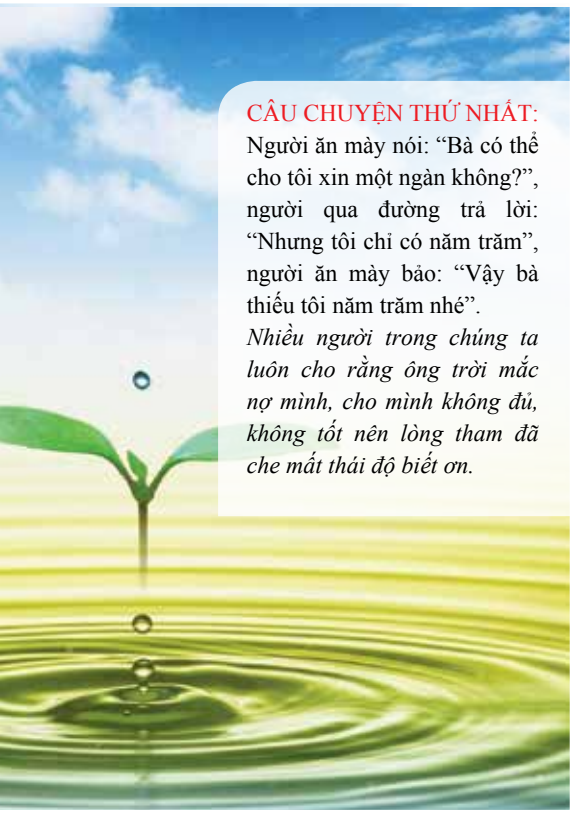 CÂU CHUYỆN THỨ NHẤT:
Người ăn mày nói: “Bà có thể
cho tôi xin một ngàn không?”,
người qua đường trả lời:
“Nhưng tôi chỉ có năm trăm”,
người ăn mày bảo: “Vậy bà
thiếu tôi năm trăm nhé”.
Nhiều người trong chúng ta
luôn cho rằng ông trời mắc
nợ mình, cho mình không đủ,
không tốt nên lòng tham đã
che mất thái độ biết ơn.